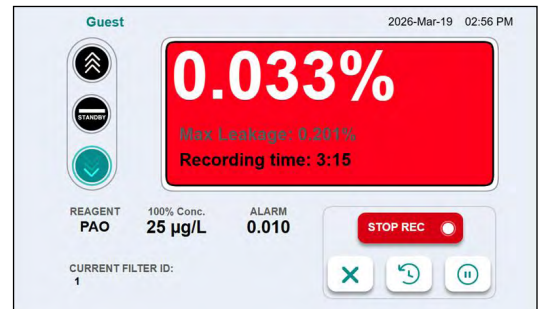 Guest
2026-Mar-19 02:56 PM
0.033%
STANDBY
Max Leakage: 0.201%
Recording time: 3:15
REAGENT 100% Conc. ALARM
PAO 25 µg/L 0.010
STOP REC
CURRENT FILTER ID:
1